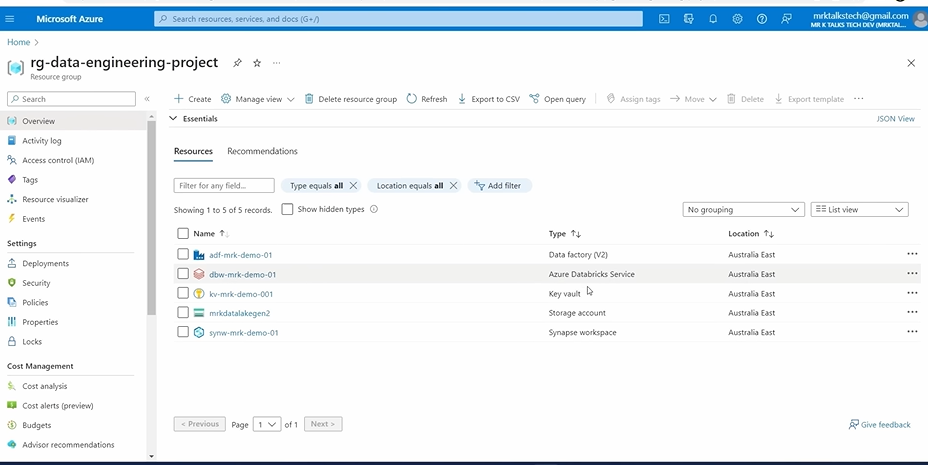 Microsoft Azure
Search resources, services, and docs (G+/)
mrktalkstech@gmail.com
MR K TALKS TECH DEV (MRKTAL...
Home >
rg-data-engineering-project
Resource group
Search
Create Manage view Delete resource group Refresh Export to CSV Open query Assign tags Move Delete Export template
Overview
Activity log
Access control (IAM)
Tags
Resource visualizer
Events
Settings
Deployments
Security
Policies
Properties
Locks
Cost Management
Cost analysis
Cost alerts (preview)
Budgets
Advisor recommendations
Essentials
JSON View
Resources Recommendations
Filter for any field... Type equals all Location equals all Add filter
Showing 1 to 5 of 5 records. Show hidden types No grouping List view
Name Type Location
adf-mrk-demo-01 Data factory (V2) Australia East
dbw-mrk-demo-01 Azure Databricks Service Australia East
kv-mrk-demo-001 Key vault Australia East
mrkdatalakegen2 Storage account Australia East
synw-mrk-demo-01 Synapse workspace Australia East
< Previous Page 1 of 1 Next >
Give feedback